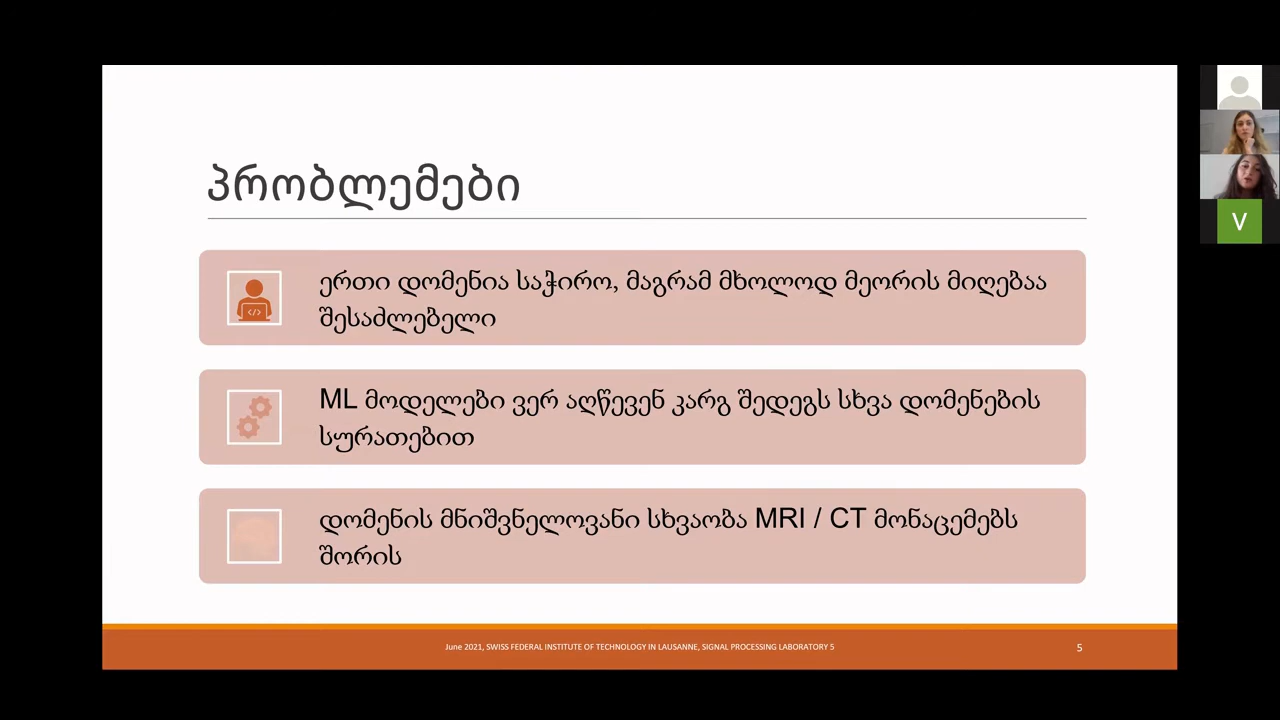 პრობლემები
ერთი დომენია საჭირო, მაგრამ მხოლოდ მეორის მიღებაა
შესაძლებელი
ML მოდელები ვერ აღწევენ კარგ შედეგს სხვა დომენების
სურათებით
დომენის მნიშვნელოვანი სხვაობა MRI / CT მონაცემებს
შორის
June 2021, SWISS FEDERAL INSTITUTE OF TECHNOLOGY IN LAUSANNE, SIGNAL PROCESSING LABORATORY 5
5
V